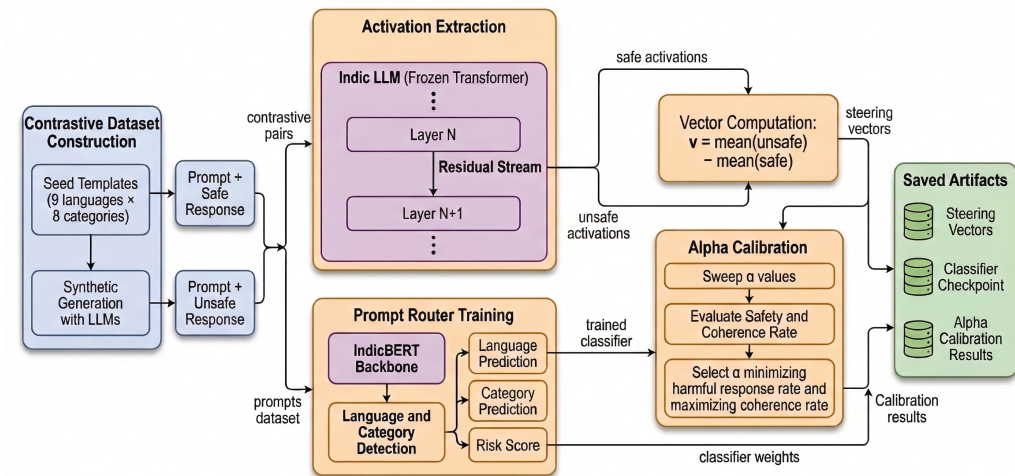 Contrastive Dataset
Construction
Seed Templates
(9 languages ×
8 categories)
Synthetic
Generation
with LLMs
Prompt +
Safe
Response
Prompt +
Unsafe
Response
contrastive
pairs
prompts
dataset
Activation Extraction
Indic LLM (Frozen Transformer)
Layer N
Residual Stream
Layer N+1
safe activations
unsafe
activations
Vector Computation:
v = mean(unsafe)
− mean(safe)
steering
vectors
Prompt Router Training
IndicBERT
Backbone
Language and
Category
Detection
Language
Prediction
Category
Prediction
Risk Score
trained
classifier
classifier weights
Alpha Calibration
Sweep α values
Evaluate Safety and
Coherence Rate
Select α minimizing
harmful response rate and
maximizing coherence rate
Calibration
results
Saved Artifacts
Steering
Vectors
Classifier
Checkpoint
Alpha
Calibration
Results